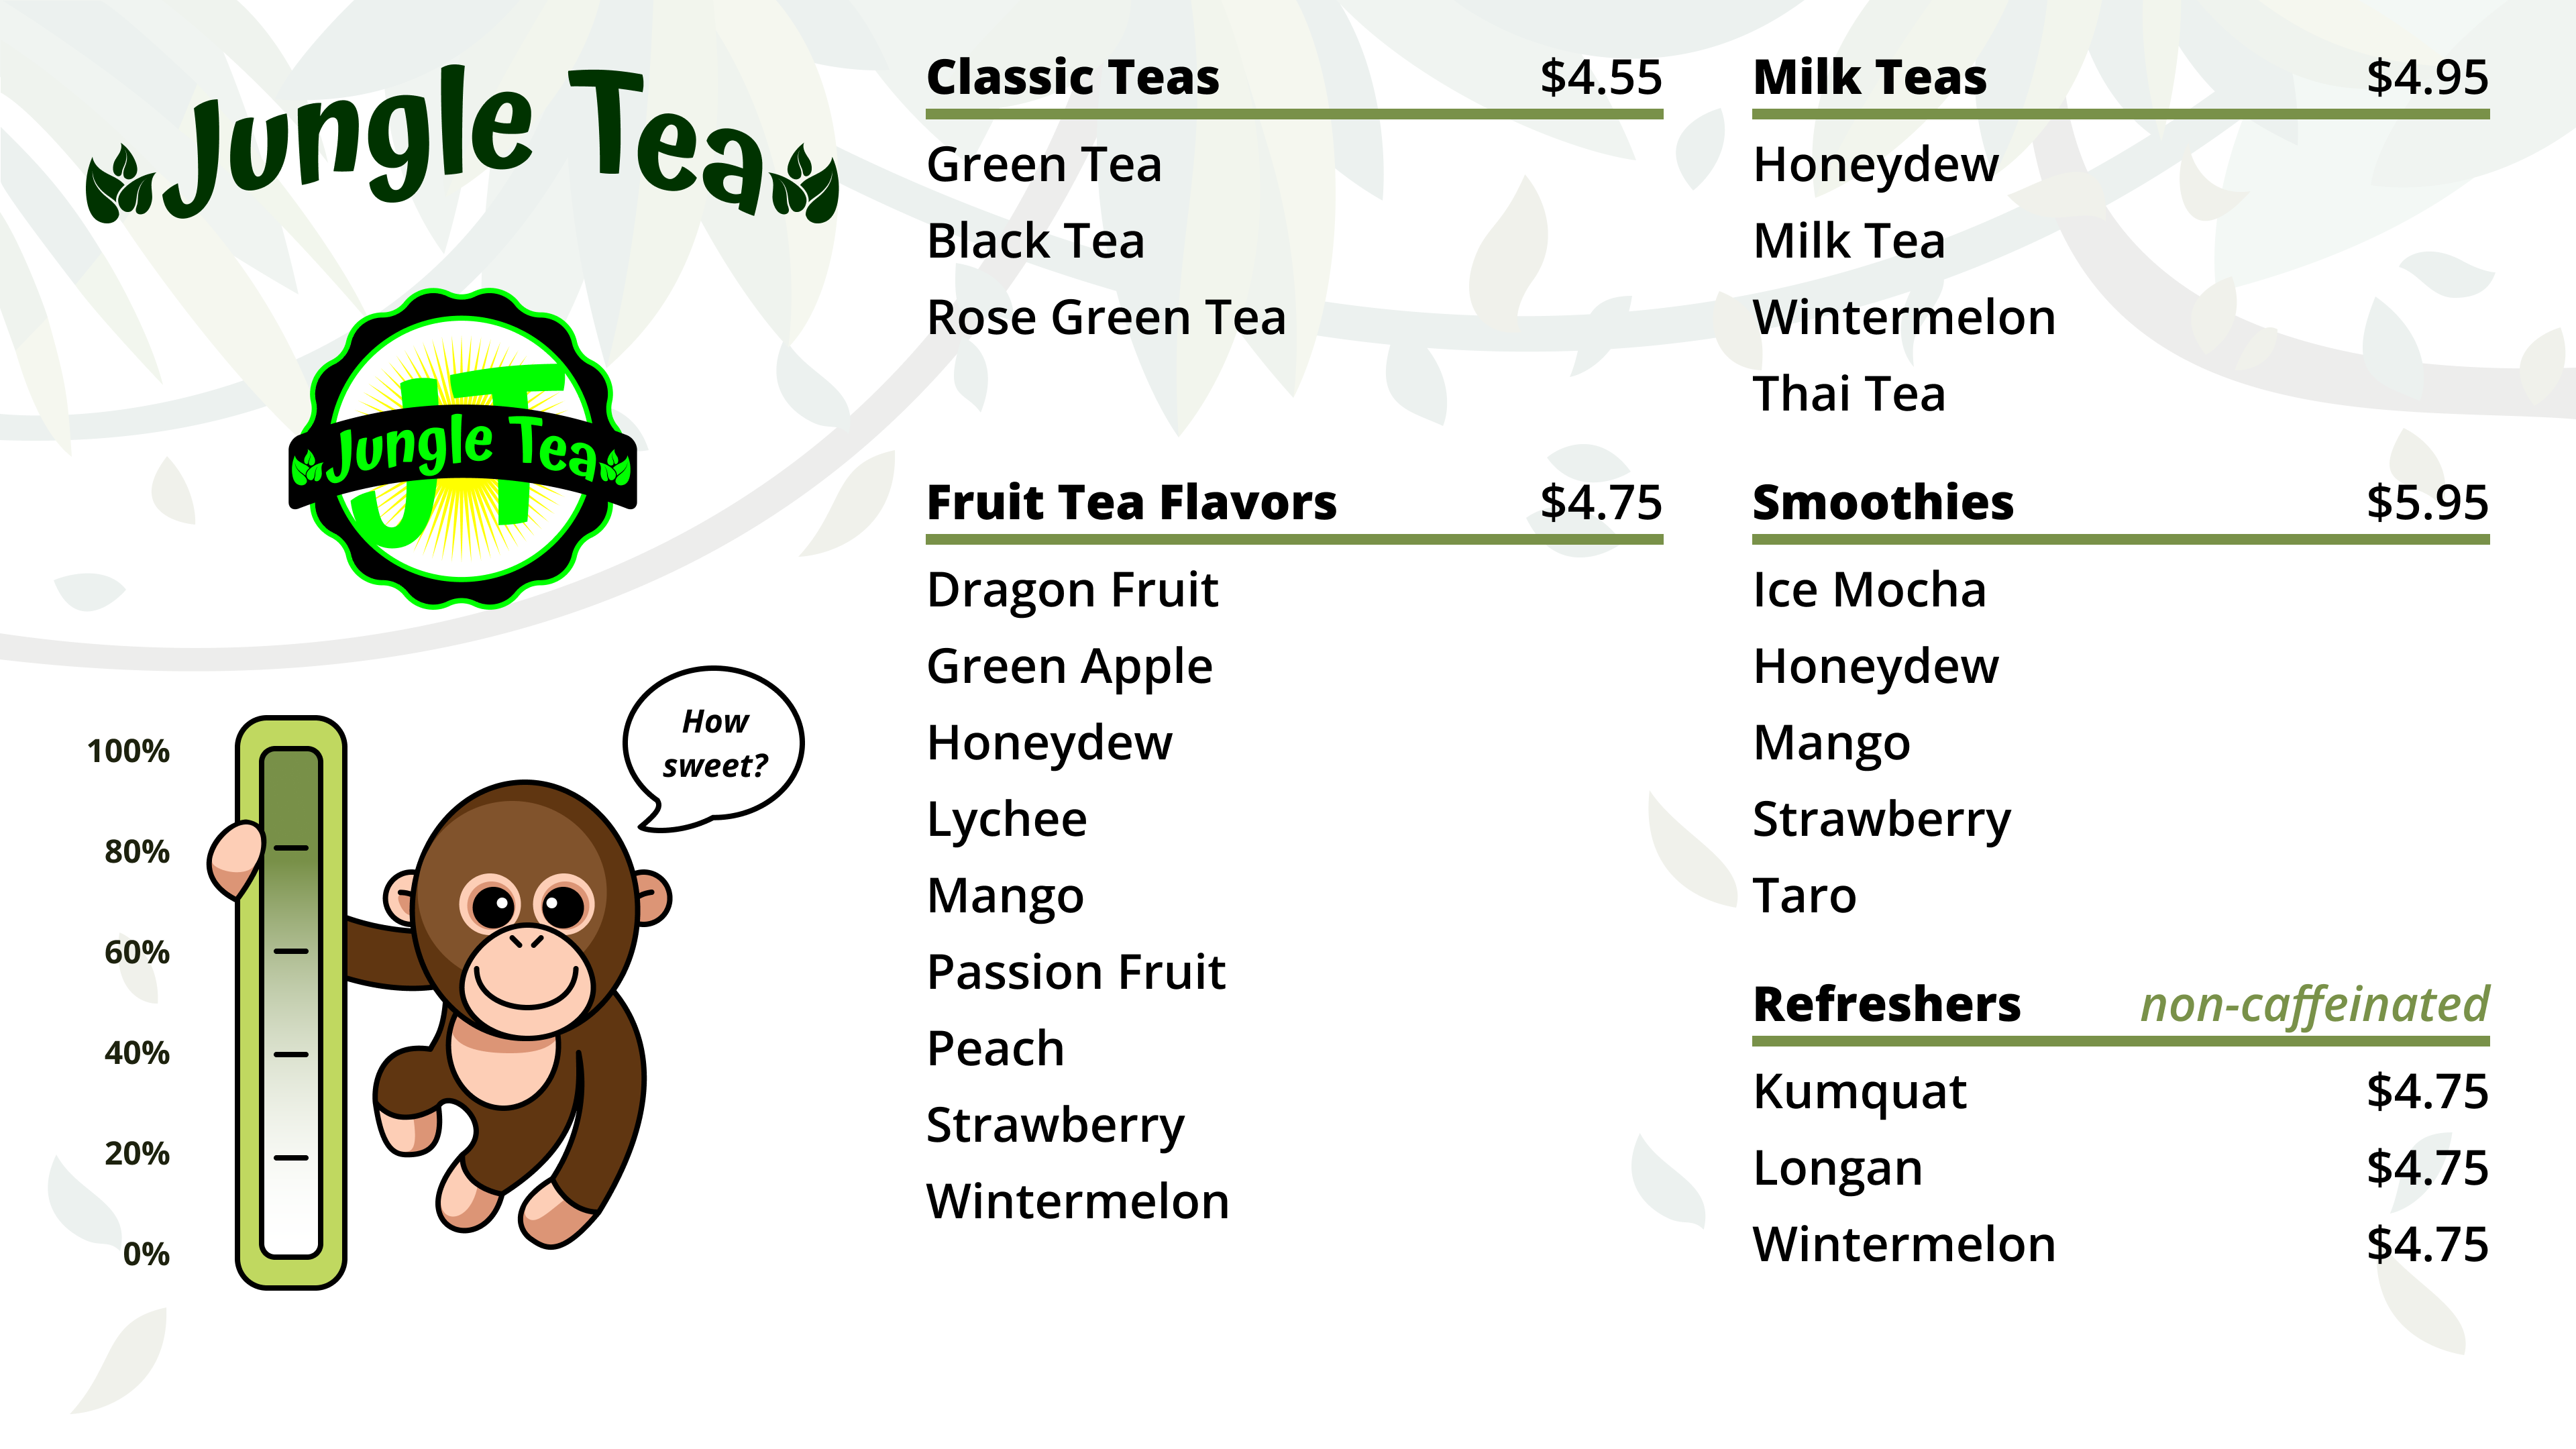 Jungle Tea
JT
Jungle Tea
How
sweet?
100%
80%
60%
40%
20%
0%
Classic Teas $4.55
Green Tea
Black Tea
Rose Green Tea
Fruit Tea Flavors $4.75
Dragon Fruit
Green Apple
Honeydew
Lychee
Mango
Passion Fruit
Peach
Strawberry
Wintermelon
Milk Teas $4.95
Honeydew
Milk Tea
Wintermelon
Thai Tea
Smoothies $5.95
Ice Mocha
Honeydew
Mango
Strawberry
Taro
Refreshers non-caffeinated
Kumquat $4.75
Longan $4.75
Wintermelon $4.75